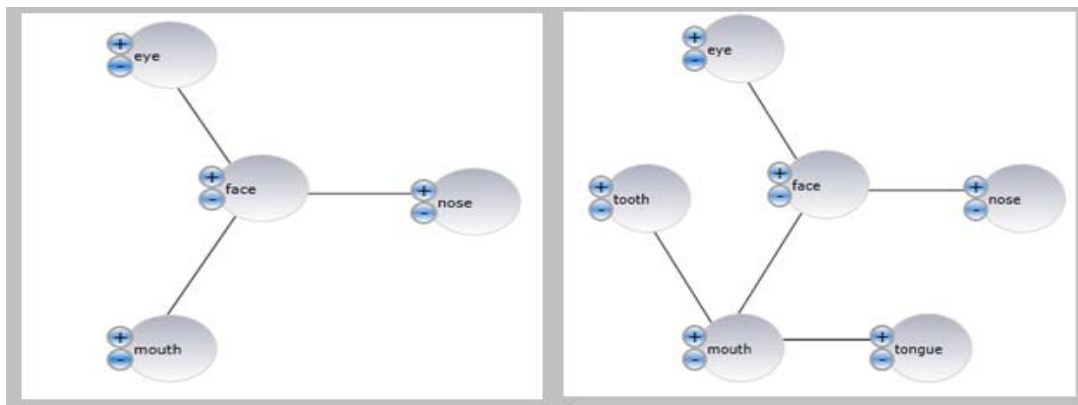 +
-
eye
+
-
face
+
-
nose
+
-
mouth
+
-
eye
+
-
tooth
+
-
face
+
-
nose
+
-
mouth
+
-
tongue